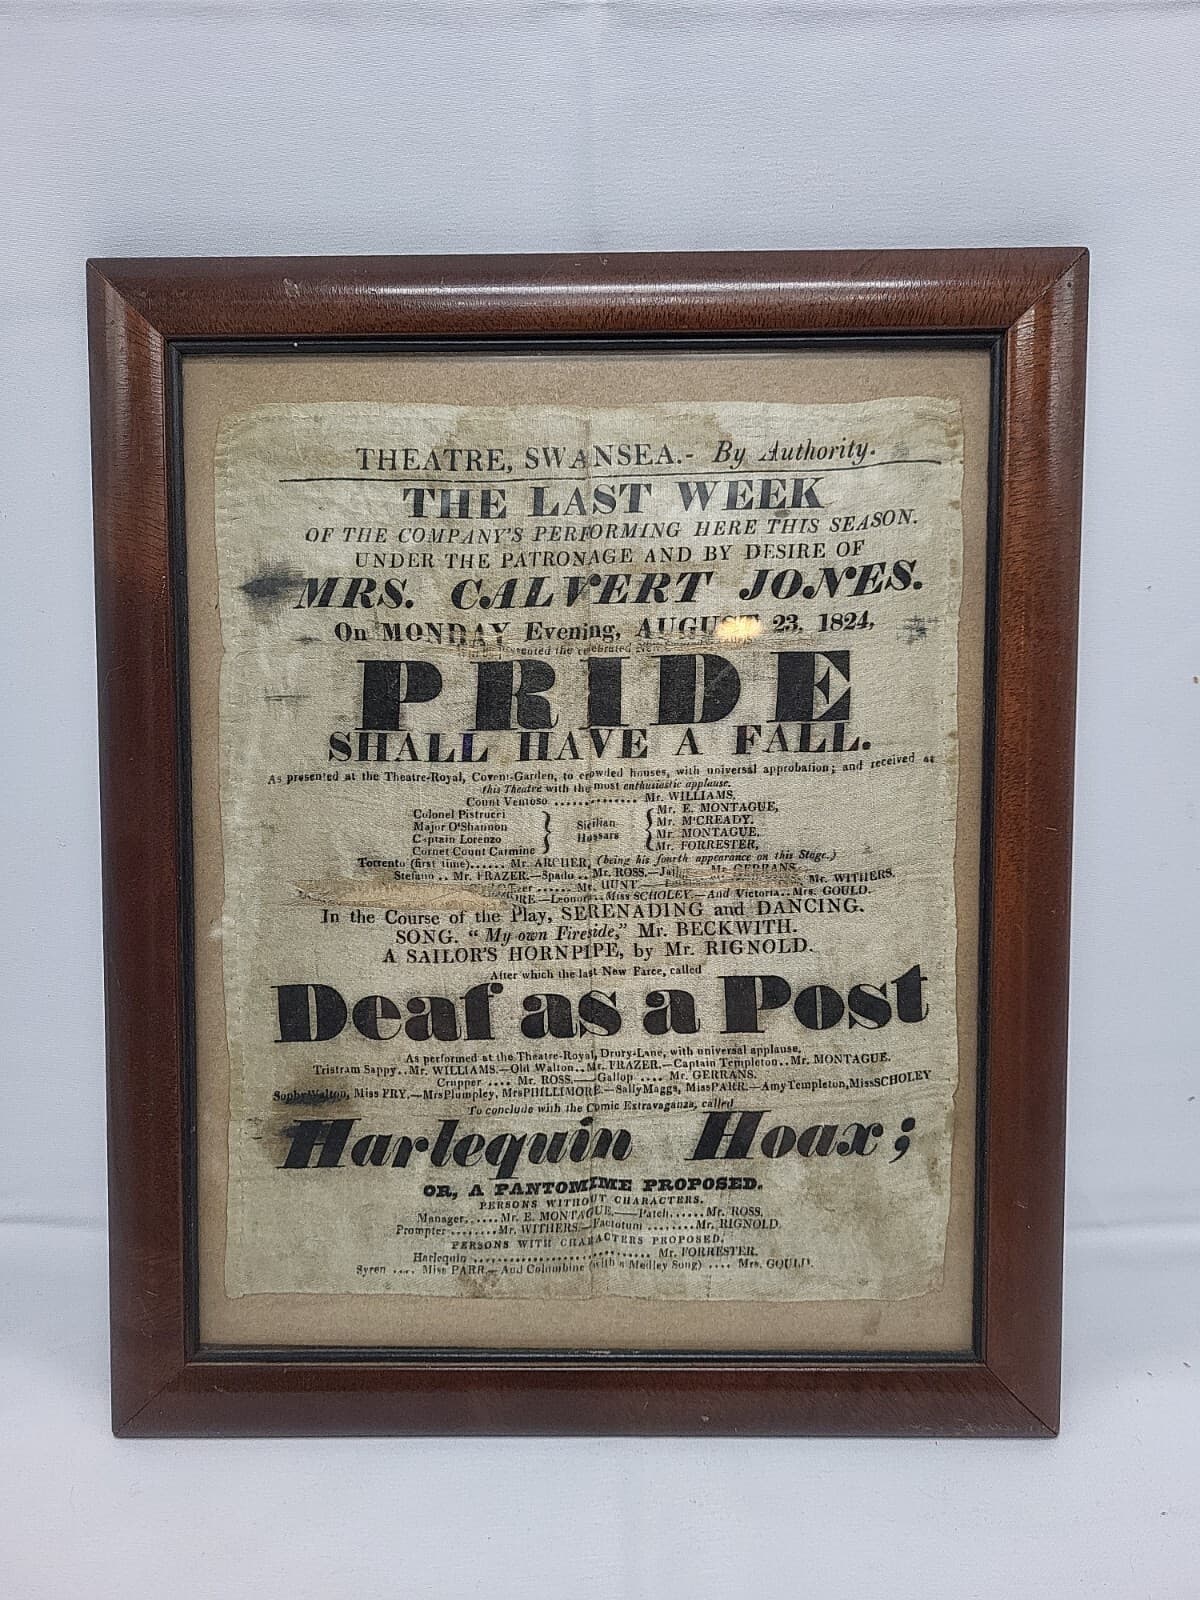 THEATRE, SWANSEA.- By Authority.
THE LAST WEEK
OF THE COMPANY'S PERFORMING HERE THIS SEASON.
UNDER THE PATRONAGE AND BY DESIRE OF
MRS. CALVERT JONES.
On MONDAY Evening, AUGUST 23, 1824,
the celebrated
PRIDE
SHALL HAVE A FALL.
As presented at the Theatre-Royal, Covent-Garden, to crowded houses, with universal approbation; and received at
this Theatre with the most enthusiastic applause.
Count Ventoso ............ Mr. WILLIAMS,
Colonel Pistrucci Mr. E. MONTAGUE,
Major O'Shannon Sicilian Mr. M'CREADY.
Captain Lorenzo Hussars Mr. MONTAGUE,
Cornet Count Carmine Mr. FORRESTER,
Torrento (first time)...... Mr. ARCHER, (being his fourth appearance on this Stage.)
Stefano .. Mr. FRAZER.—Spado .. Mr. ROSS.— Mr. GERRANS.
...... Mr. HUNT— Mr. WITHERS.
Leonora..Miss SCHOLEY.—And Victoria..Mrs. GOULD.
In the Course of the Play, SERENADING and DANCING.
SONG. "My own Fireside," Mr. BECKWITH.
A SAILOR'S HORNPIPE, by Mr. RIGNOLD.
After which the last New Farce, called
Deaf as a Post
As performed at the Theatre-Royal, Drury-Lane, with universal applause,
Tristram Sappy..Mr. WILLIAMS.—Old Walton..Mr. FRAZER.—Captain Templeton..Mr. MONTAGUE.
Crupper .... Mr. ROSS.——Gallop .... Mr. GERRANS.
Sophy Walton, Miss FRY.—Mrs Plumpley, Mrs PHILLIMORE.—Sally Maggs, Miss PARR.—Amy Templeton, Miss SCHOLEY
To conclude with the Comic Extravaganza, called
Harlequin Hoax;
OR, A PANTOMIME PROPOSED.
PERSONS WITHOUT CHARACTERS.
Manager......Mr. E. MONTAGUE.——Patch......Mr. ROSS.
Prompter........Mr. WITHERS.—Factotum ........Mr. RIGNOLD.
PERSONS WITH CHARACTERS PROPOSED.
Harlequin ............................ Mr. FORRESTER.
Syren .... Miss PARR.—And Columbine (with a Medley Song) .... Mrs. GOULD.